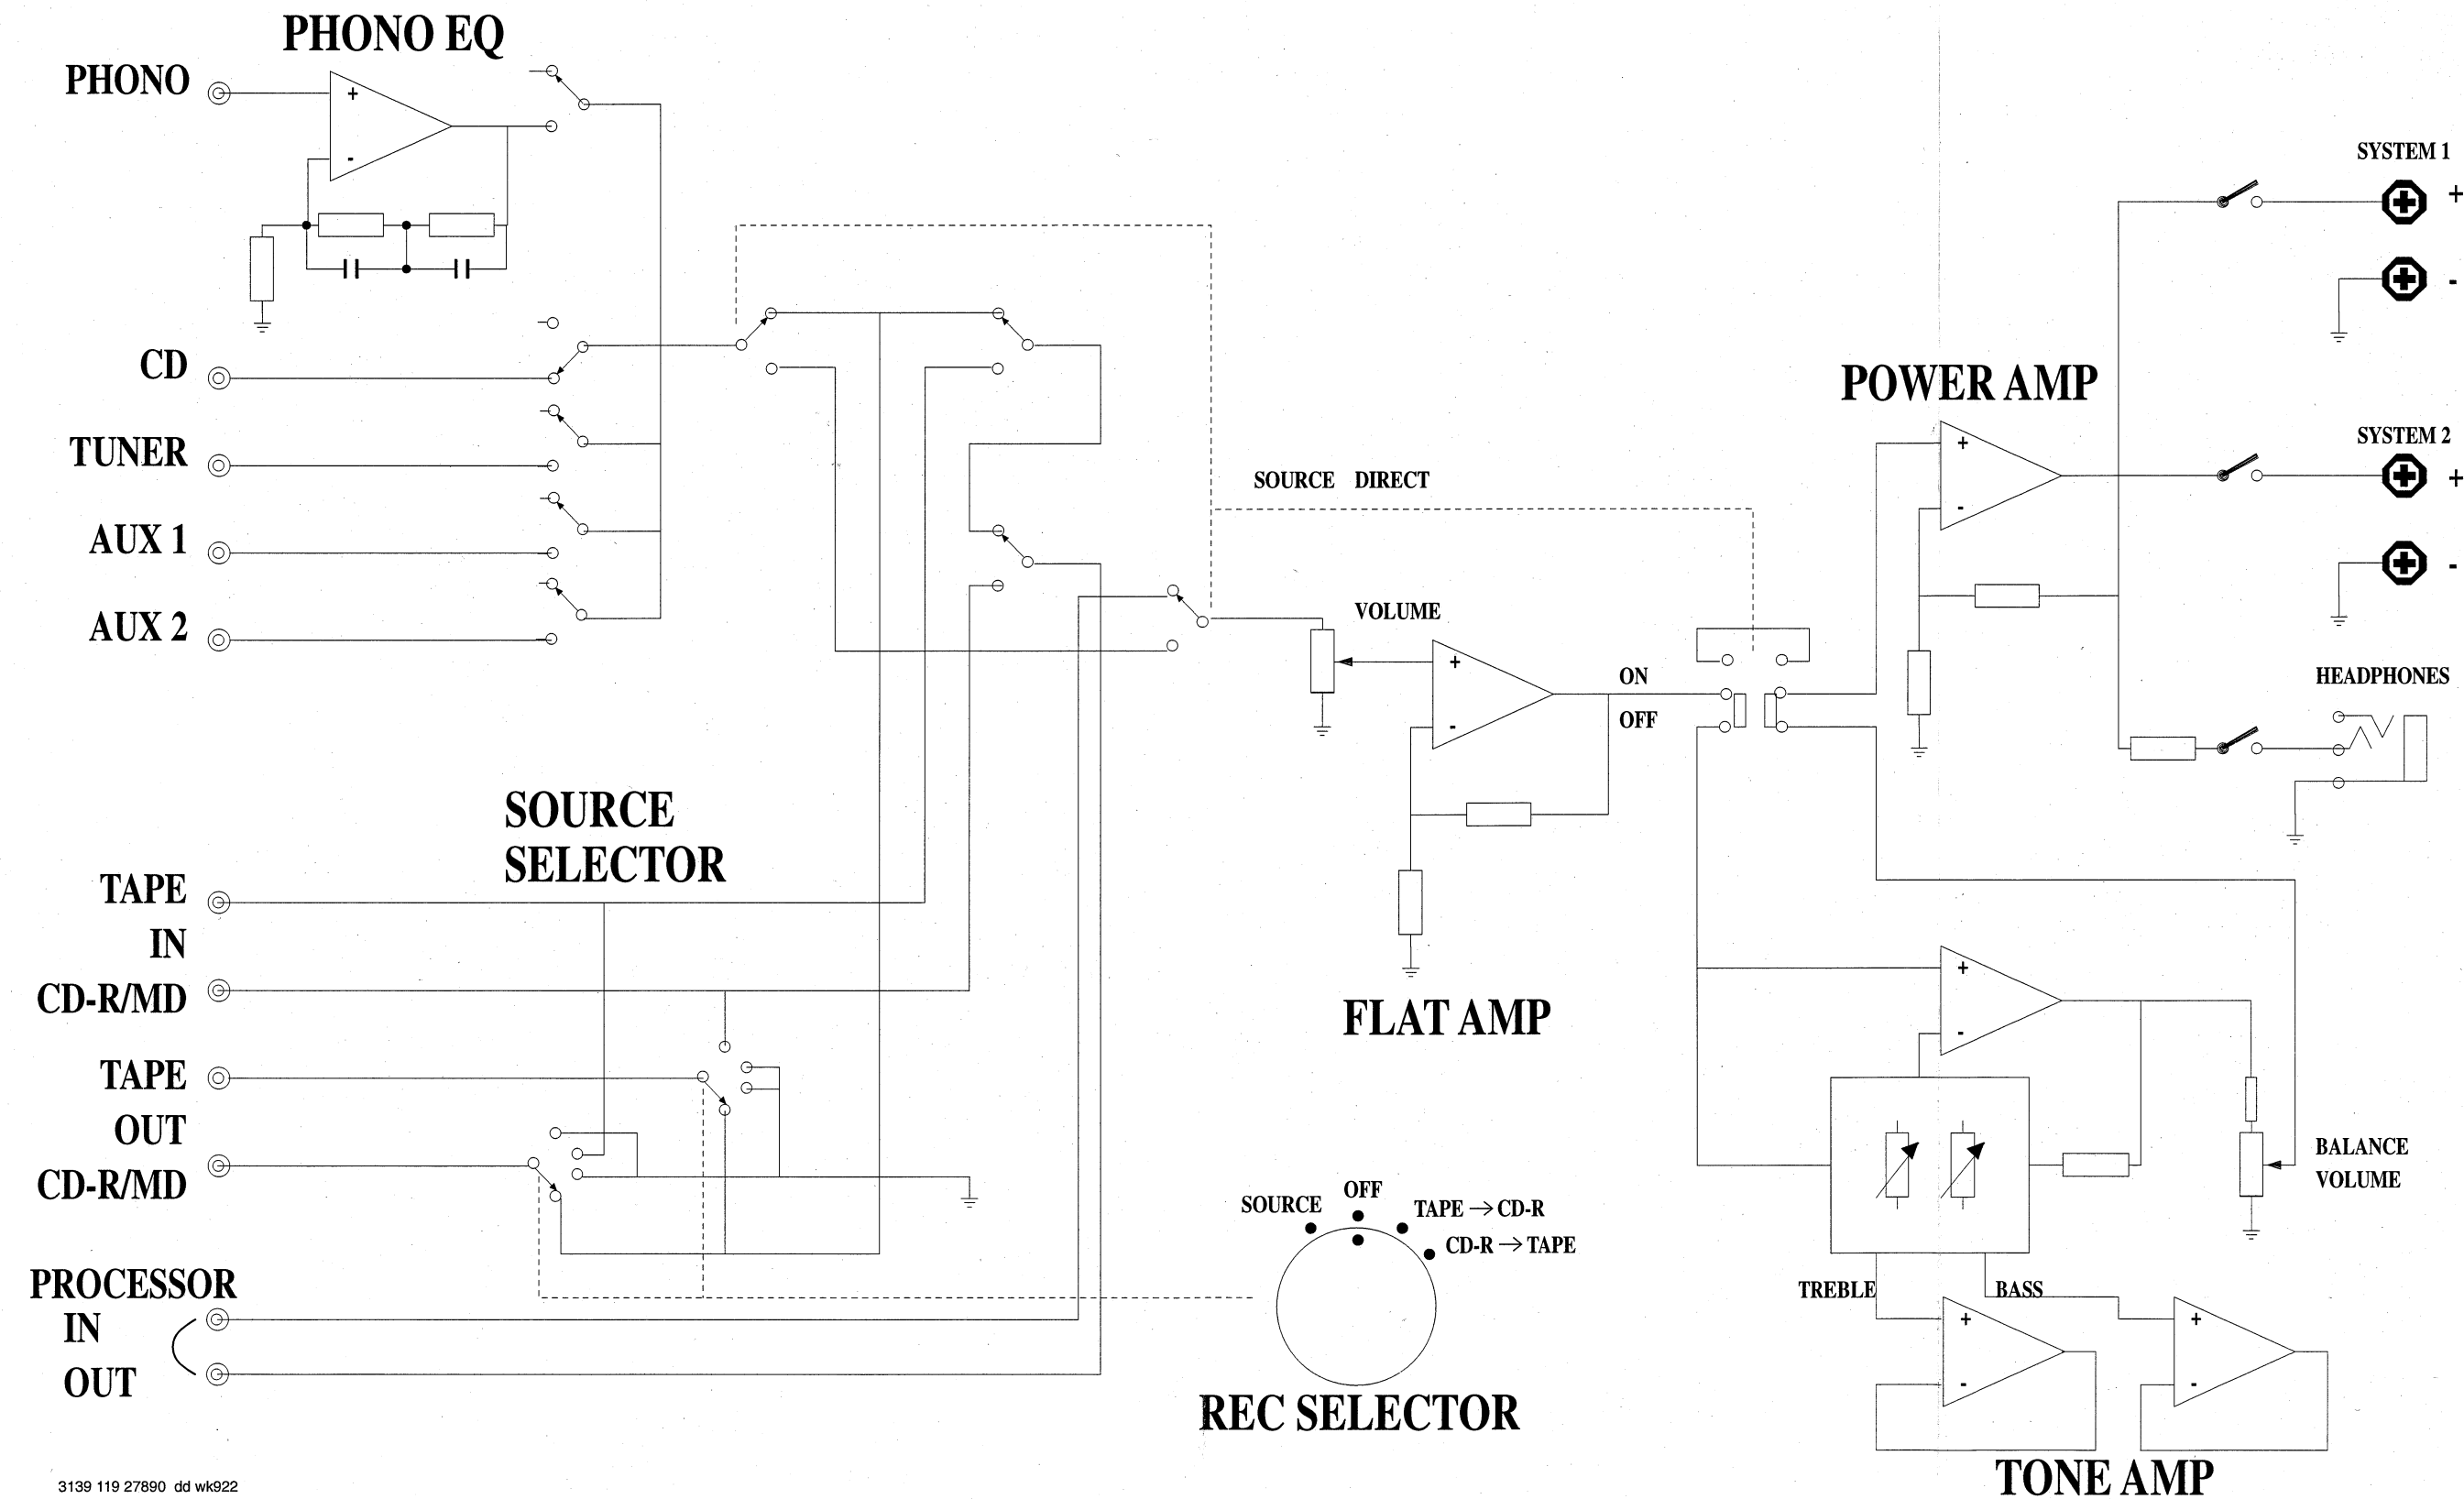 PHONO EQ
PHONO
+
-
SYSTEM 1
+
-
CD
POWER AMP
TUNER
SYSTEM 2
+
-
+
-
SOURCE DIRECT
AUX 1
AUX 2
VOLUME
+
-
ON
OFF
HEADPHONES
SOURCE
SELECTOR
TAPE
IN
CD-R/MD
FLAT AMP
+
-
TAPE
OUT
CD-R/MD
BALANCE
VOLUME
SOURCE
OFF
TAPE → CD-R
CD-R → TAPE
PROCESSOR
IN
OUT
TREBLE
BASS
+
-
+
-
REC SELECTOR
TONE AMP
3139 119 27890 dd wk922